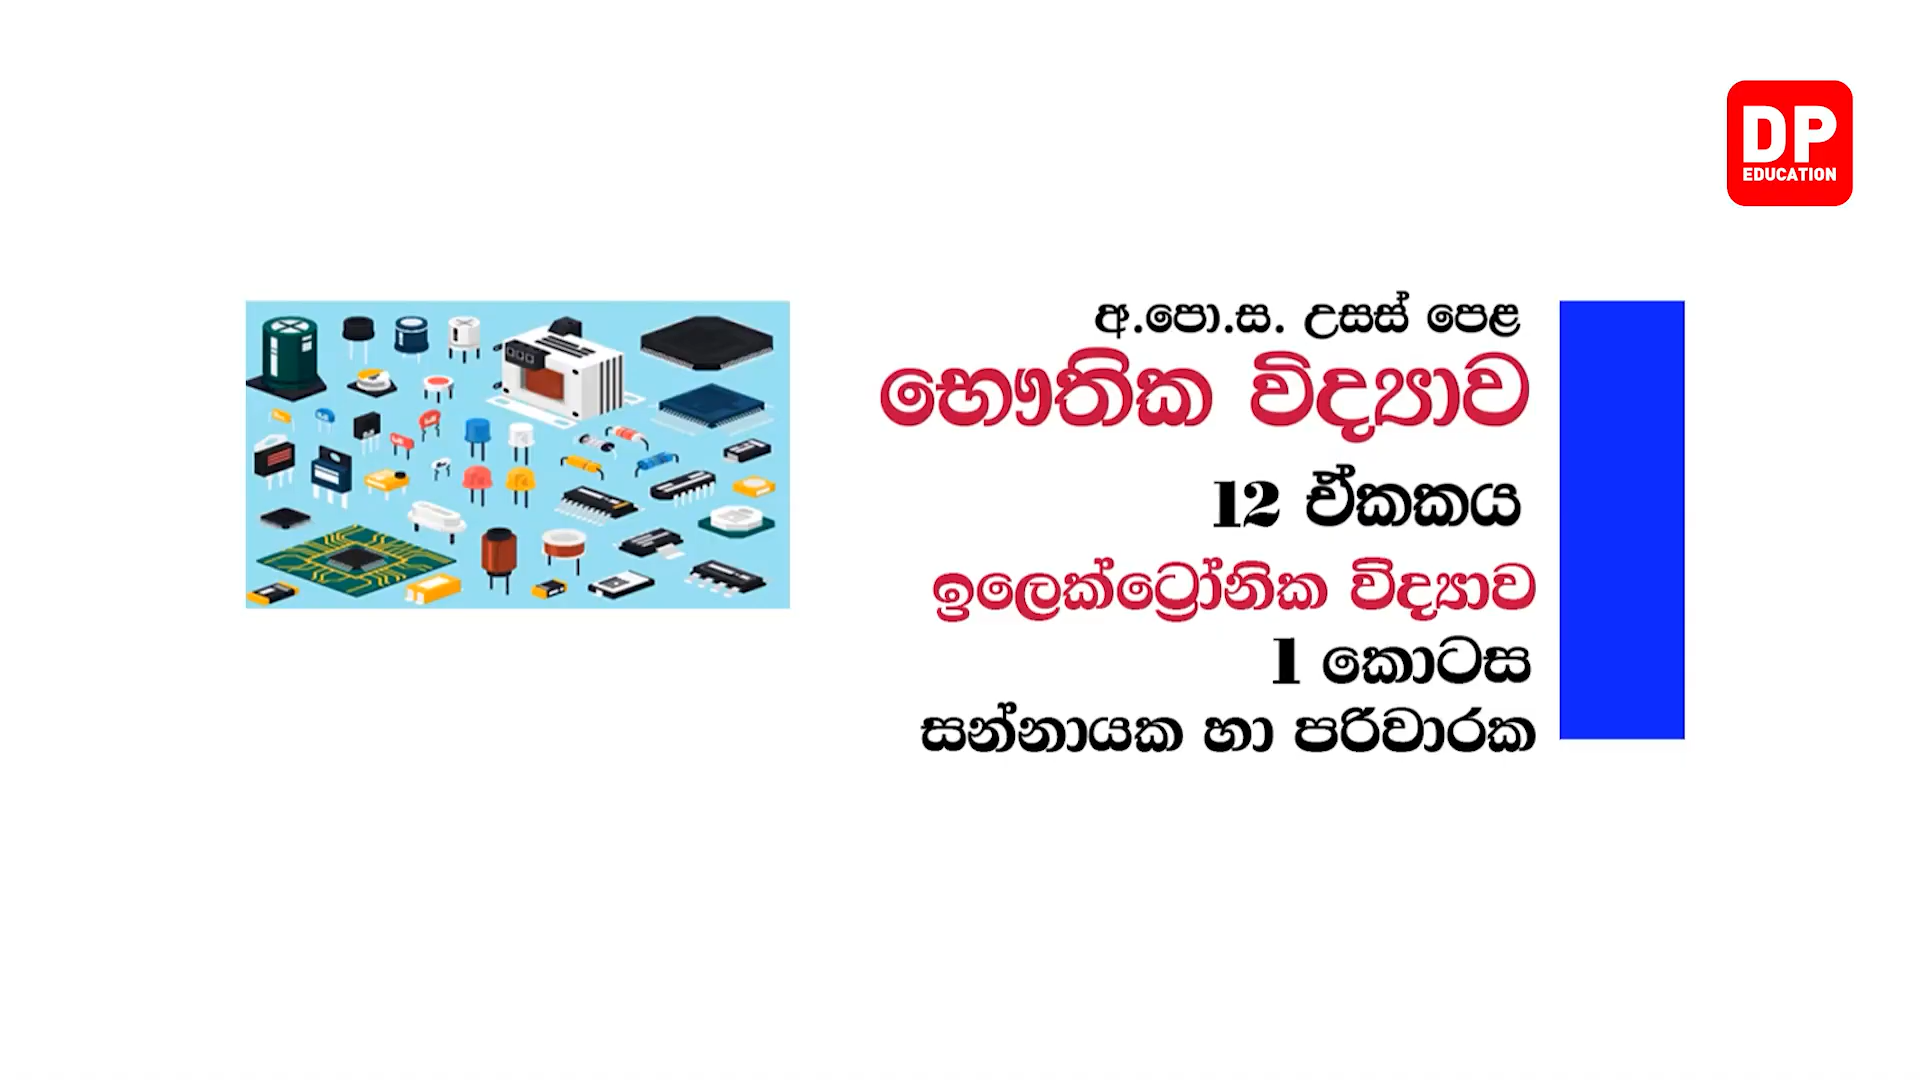 DP
EDUCATION
අ.පො.ස. උසස් පෙළ
භෞතික විද්‍යාව
12 ඒකකය
ඉලෙක්ට්‍රෝනික විද්‍යාව
1 කොටස
සන්නායක හා පරිවාරක